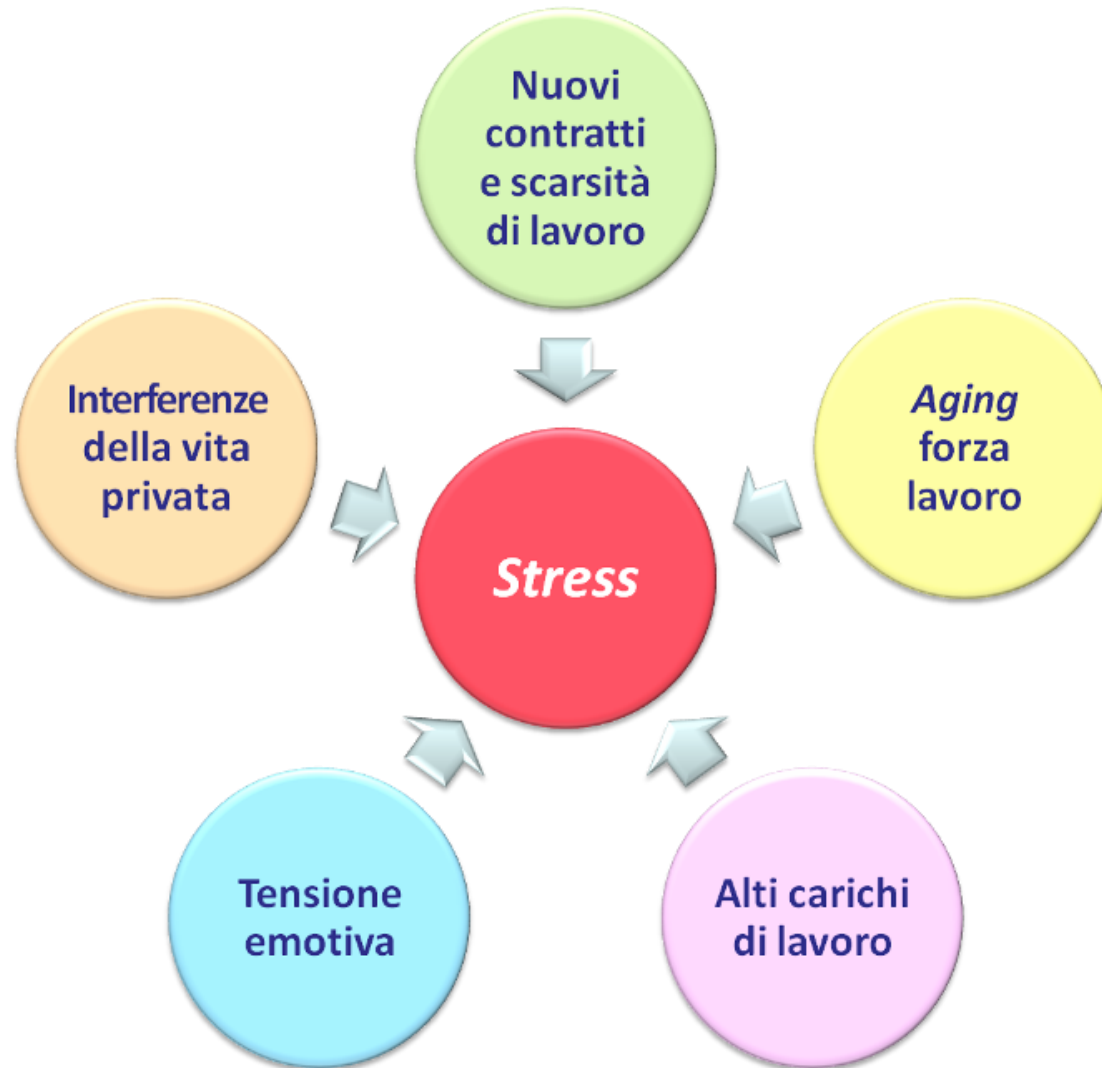 Nuovi
contratti
e scarsità
di lavoro
Interferenze
della vita
privata
Aging
forza
lavoro
Stress
Tensione
emotiva
Alti carichi
di lavoro